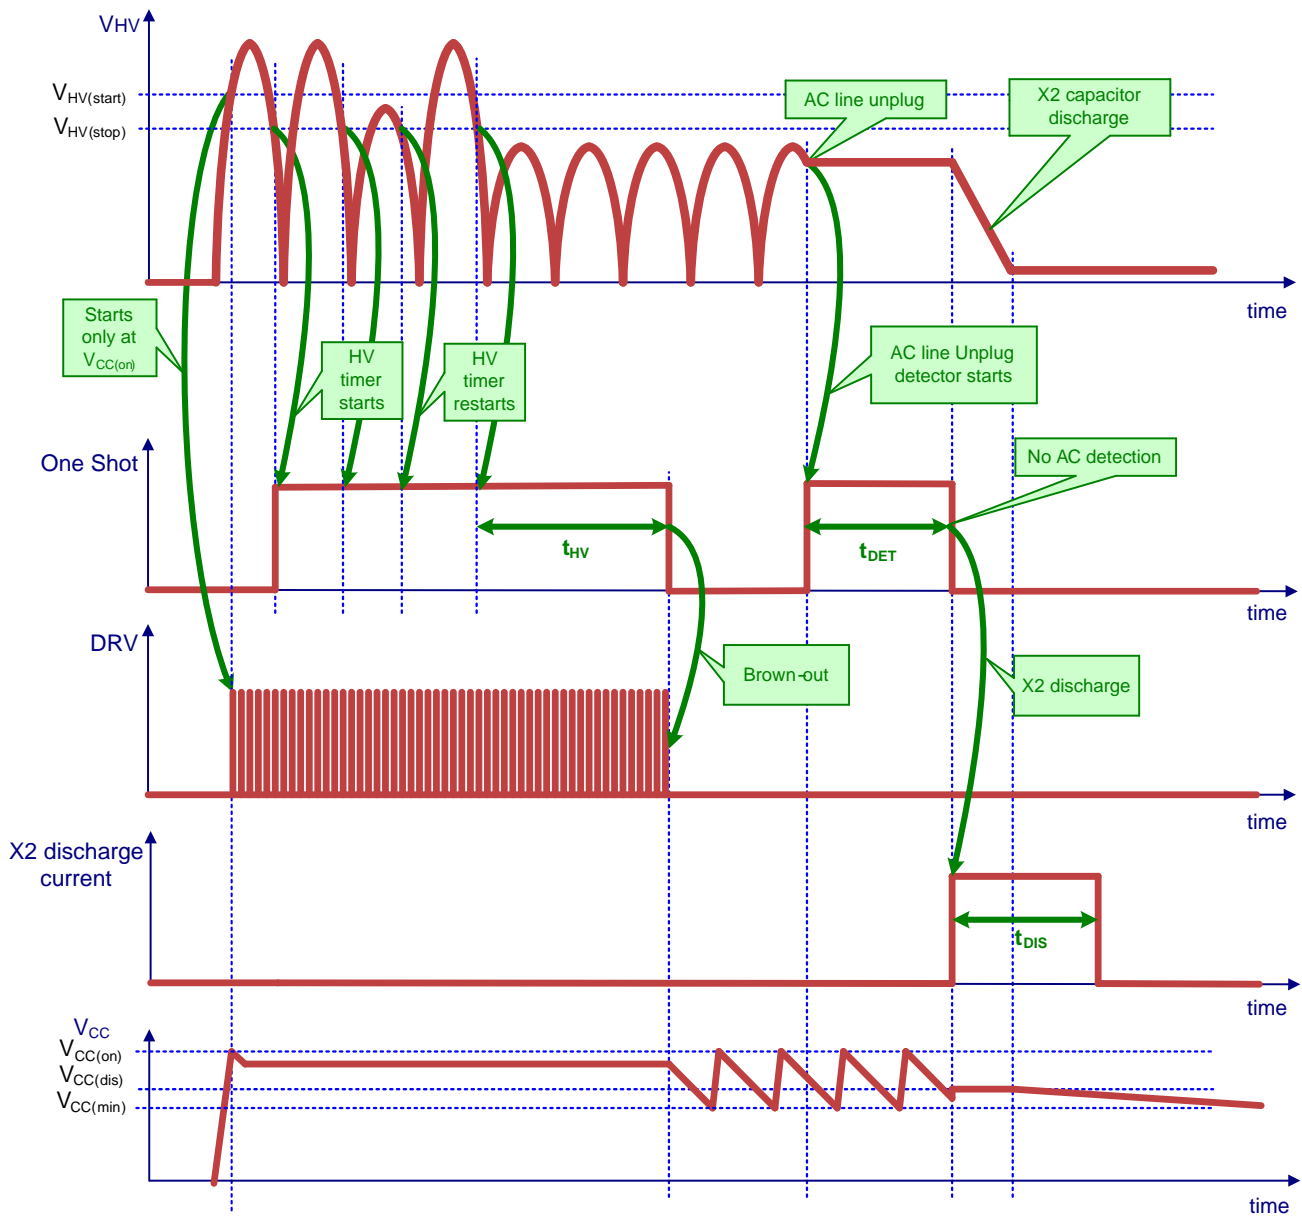 VHV
VHV(start)
VHV(stop)
AC line unplug
X2 capacitor
discharge
time
Starts
only at
VCC(on)
HV
timer
starts
HV
timer
restarts
AC line Unplug
detector starts
One Shot
No AC detection
tHV
tDET
time
DRV
Brown-out
X2 discharge
time
X2 discharge
current
tDIS
time
VCC
VCC(on)
VCC(dis)
VCC(min)
time